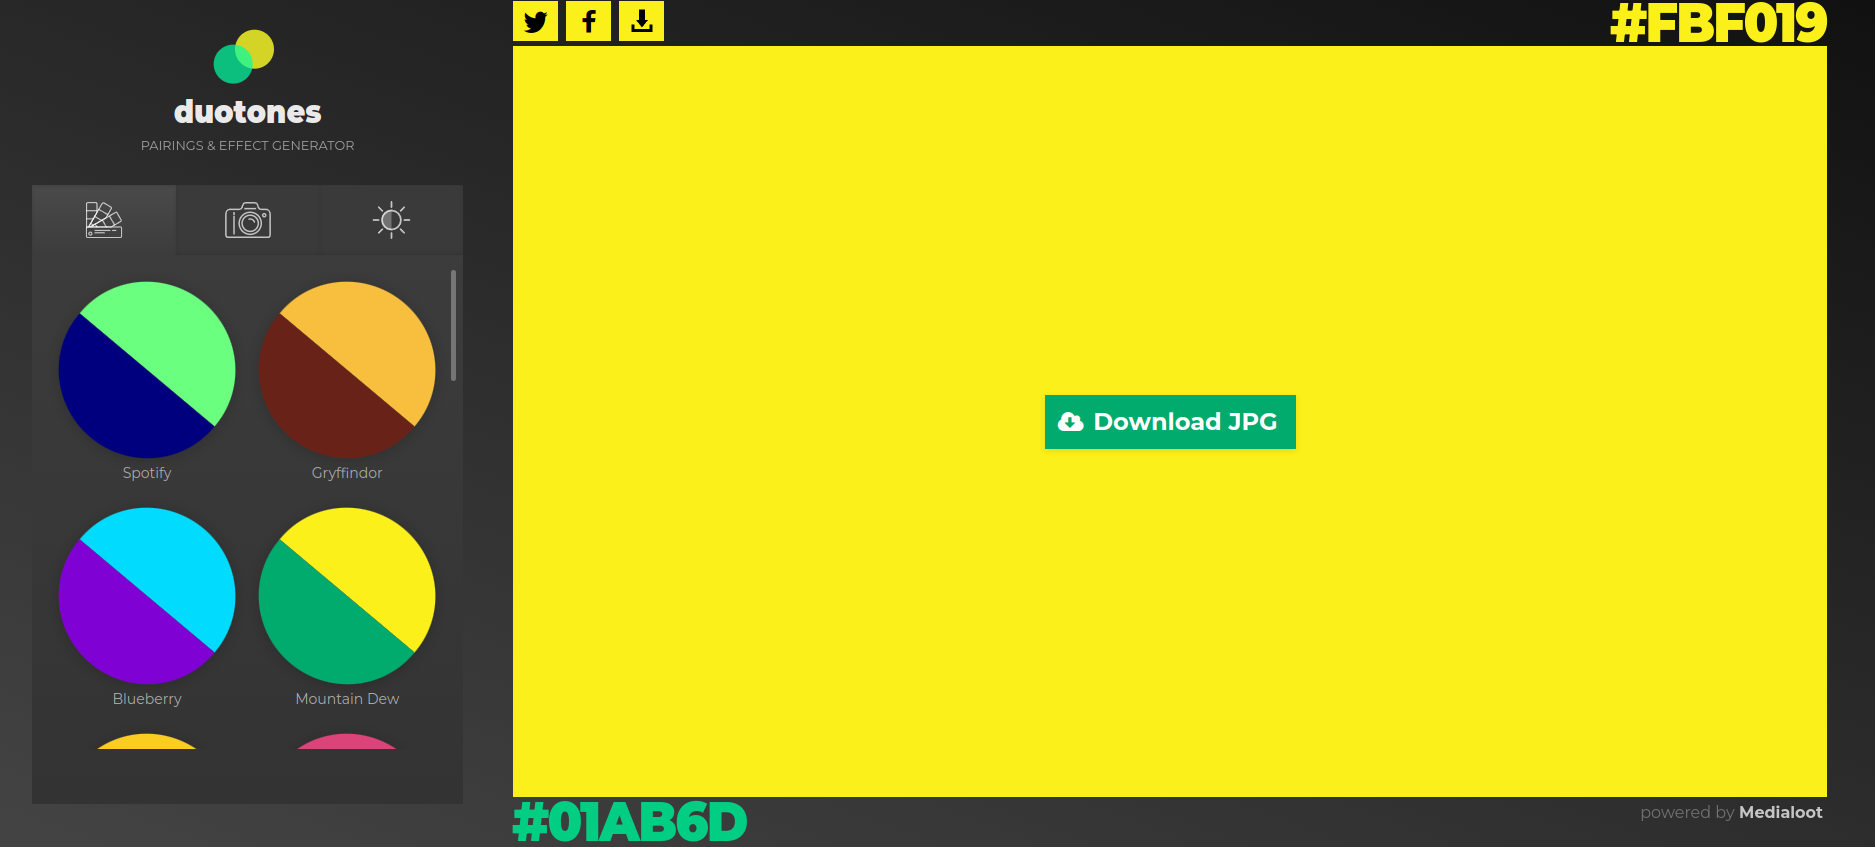 duotones
PAIRINGS & EFFECT GENERATOR
Spotify
Gryffindor
Blueberry
Mountain Dew
#FBF019
Download JPG
#01AB6D
powered by Medialoot